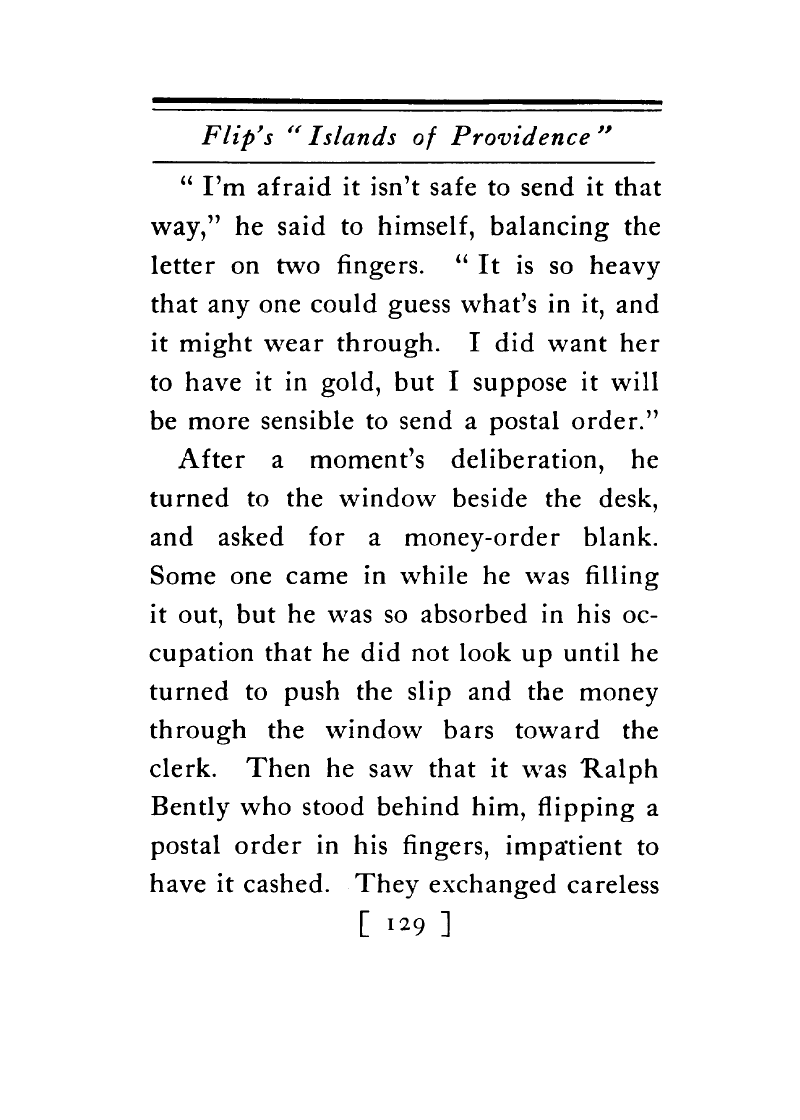 Flip's “Islands of Providence”
“ I'm afraid it isn't safe to send it that
way,” he said to himself, balancing the
letter on two fingers. “ It is so heavy
that any one could guess what's in it, and
it might wear through. I did want her
to have it in gold, but I suppose it will
be more sensible to send a postal order.”
After a moment's deliberation, he
turned to the window beside the desk,
and asked for a money-order blank.
Some one came in while he was filling
it out, but he was so absorbed in his oc-
cupation that he did not look up until he
turned to push the slip and the money
through the window bars toward the
clerk. Then he saw that it was Ralph
Bently who stood behind him, flipping a
postal order in his fingers, impatient to
have it cashed. They exchanged careless
[ 129 ]